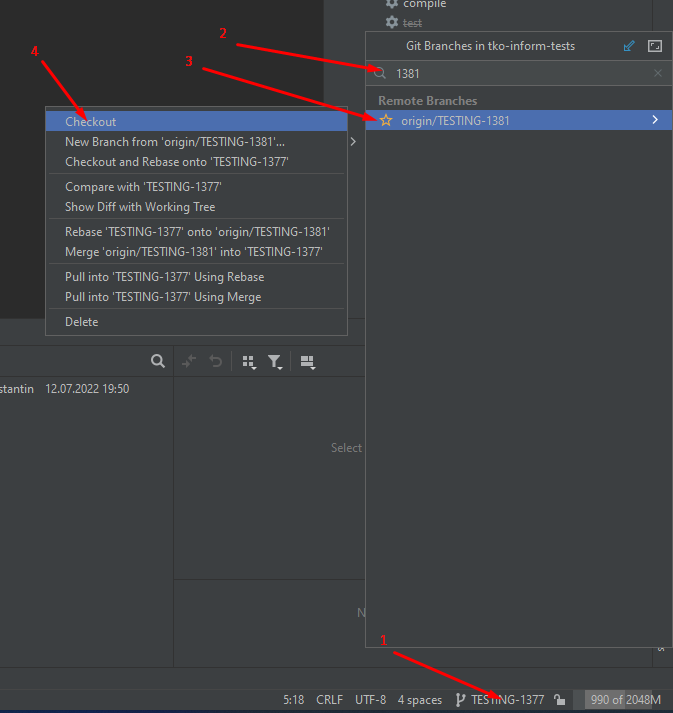 compile
test
2
Git Branches in tko-inform-tests
3
1381
4
Remote Branches
origin/TESTING-1381
Checkout
New Branch from 'origin/TESTING-1381'...
Checkout and Rebase onto 'TESTING-1377'
Compare with 'TESTING-1377'
Show Diff with Working Tree
Rebase 'TESTING-1377' onto 'origin/TESTING-1381'
Merge 'origin/TESTING-1381' into 'TESTING-1377'
Pull into 'TESTING-1377' Using Rebase
Pull into 'TESTING-1377' Using Merge
Delete
stantin 12.07.2022 19:50
Select
N
1
5:18 CRLF UTF-8 4 spaces TESTING-1377 990 of 2048M